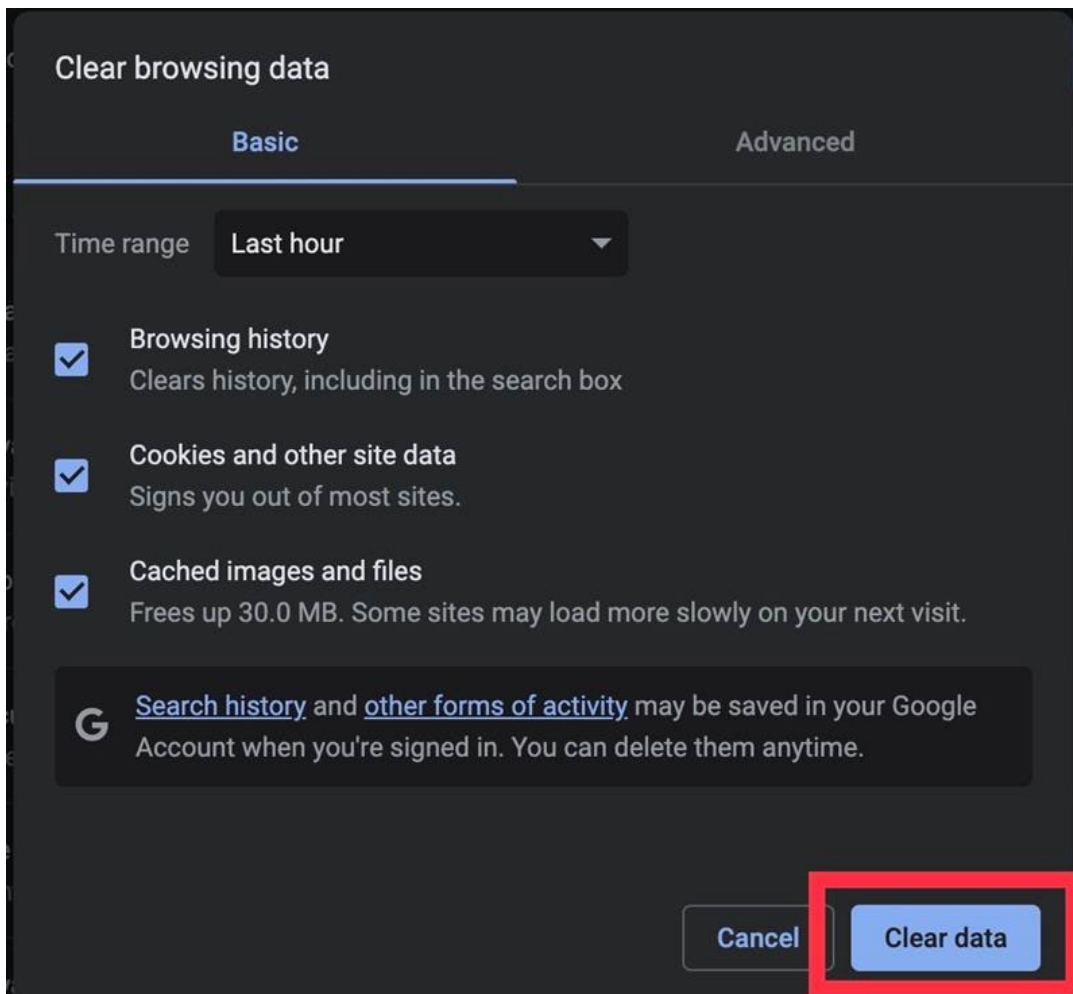 Clear browsing data
Basic
Advanced
Time range
Last hour
Browsing history
Clears history, including in the search box
Cookies and other site data
Signs you out of most sites.
Cached images and files
Frees up 30.0 MB. Some sites may load more slowly on your next visit.
G
Search history and other forms of activity may be saved in your Google
Account when you're signed in. You can delete them anytime.
Cancel
Clear data